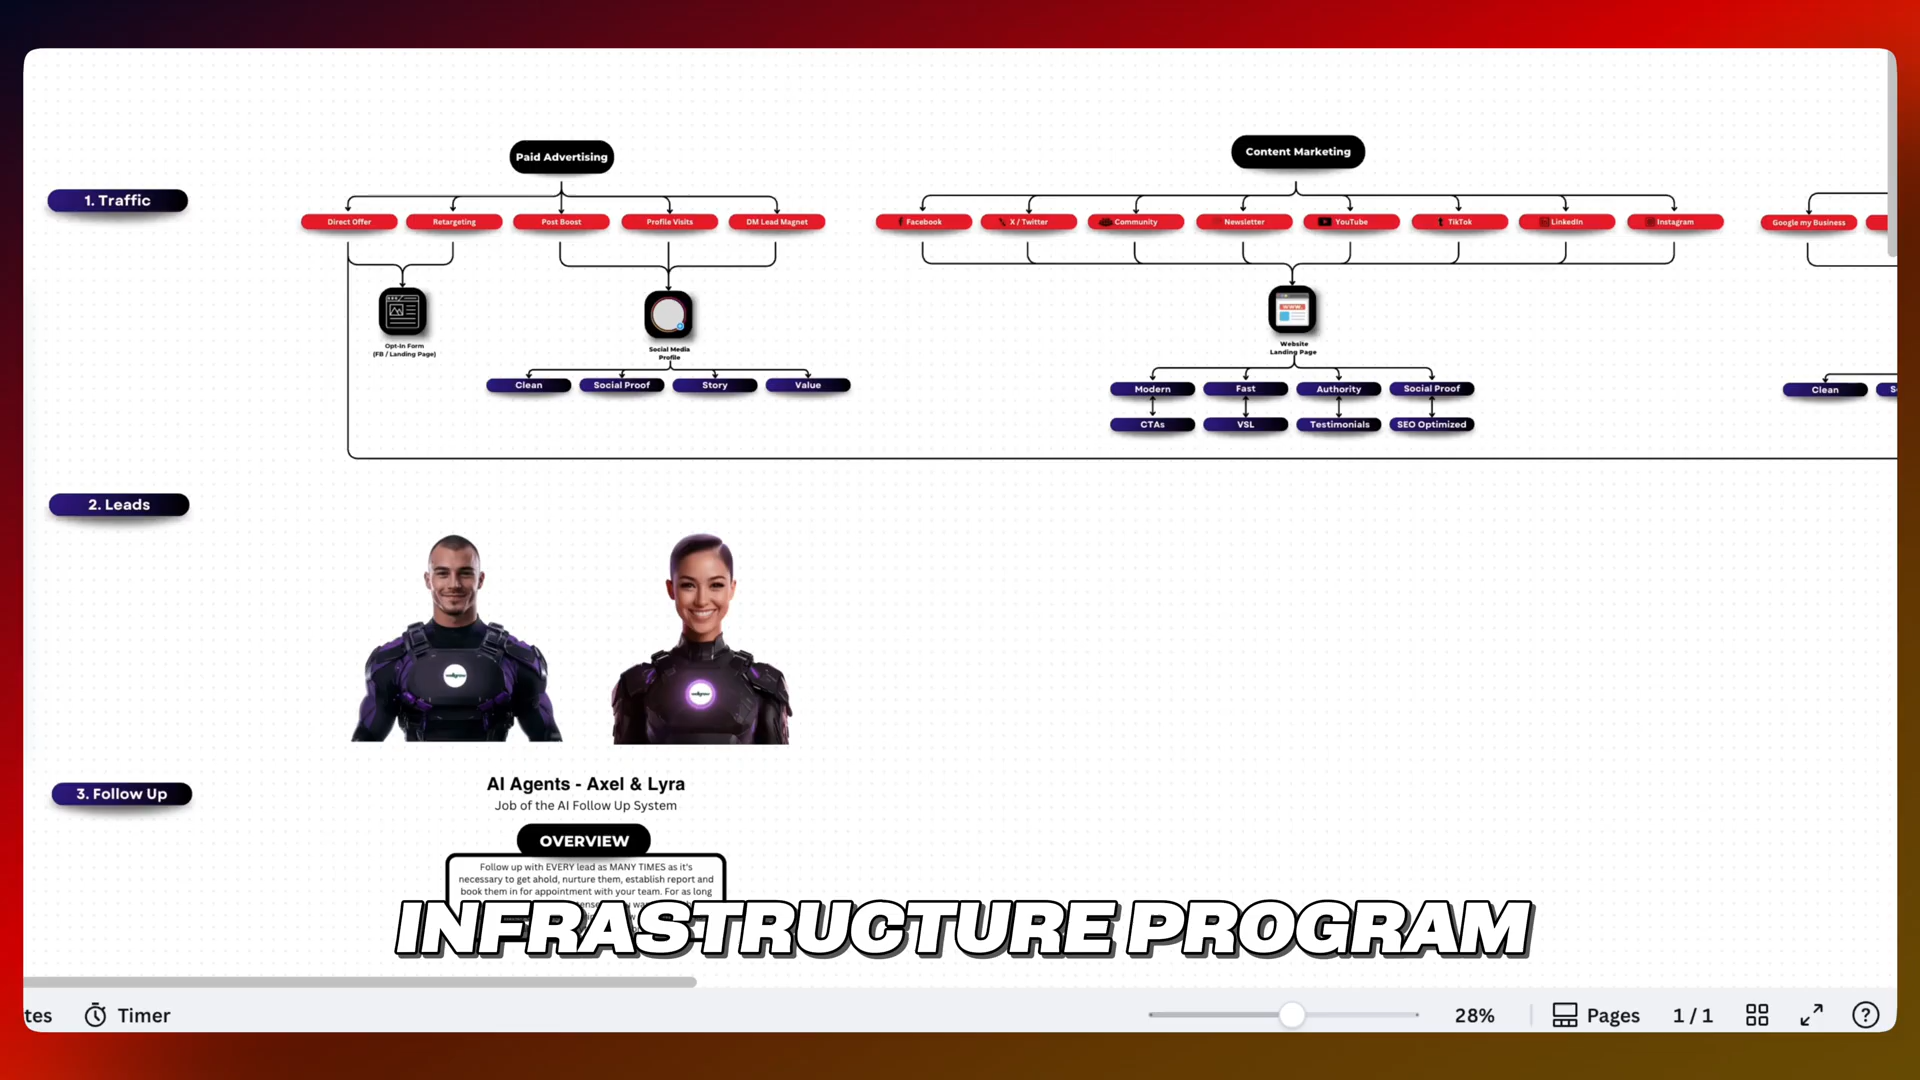 Paid Advertising
Content Marketing
1. Traffic
Direct Offer
Retargeting
Post Boost
Profile Visits
DM Lead Magnet
Facebook
X / Twitter
Community
Newsletter
YouTube
TikTok
LinkedIn
Instagram
Google my Business
Opt-In Form
(FB / Landing Page)
Social Media
Profile
WWW
Website
Landing Page
Clean
Social Proof
Story
Value
Modern
Fast
Authority
Social Proof
Clean
S
CTAs
VSL
Testimonials
SEO Optimized
2. Leads
3. Follow Up
AI Agents - Axel & Lyra
Job of the AI Follow Up System
OVERVIEW
Follow up with EVERY lead as MANY TIMES as it's
necessary to get ahold, nurture them, establish report and
book them in for appointment with your team. For as long
INFRASTRUCTURE PROGRAM
tes
Timer
28%
Pages
1 / 1
?